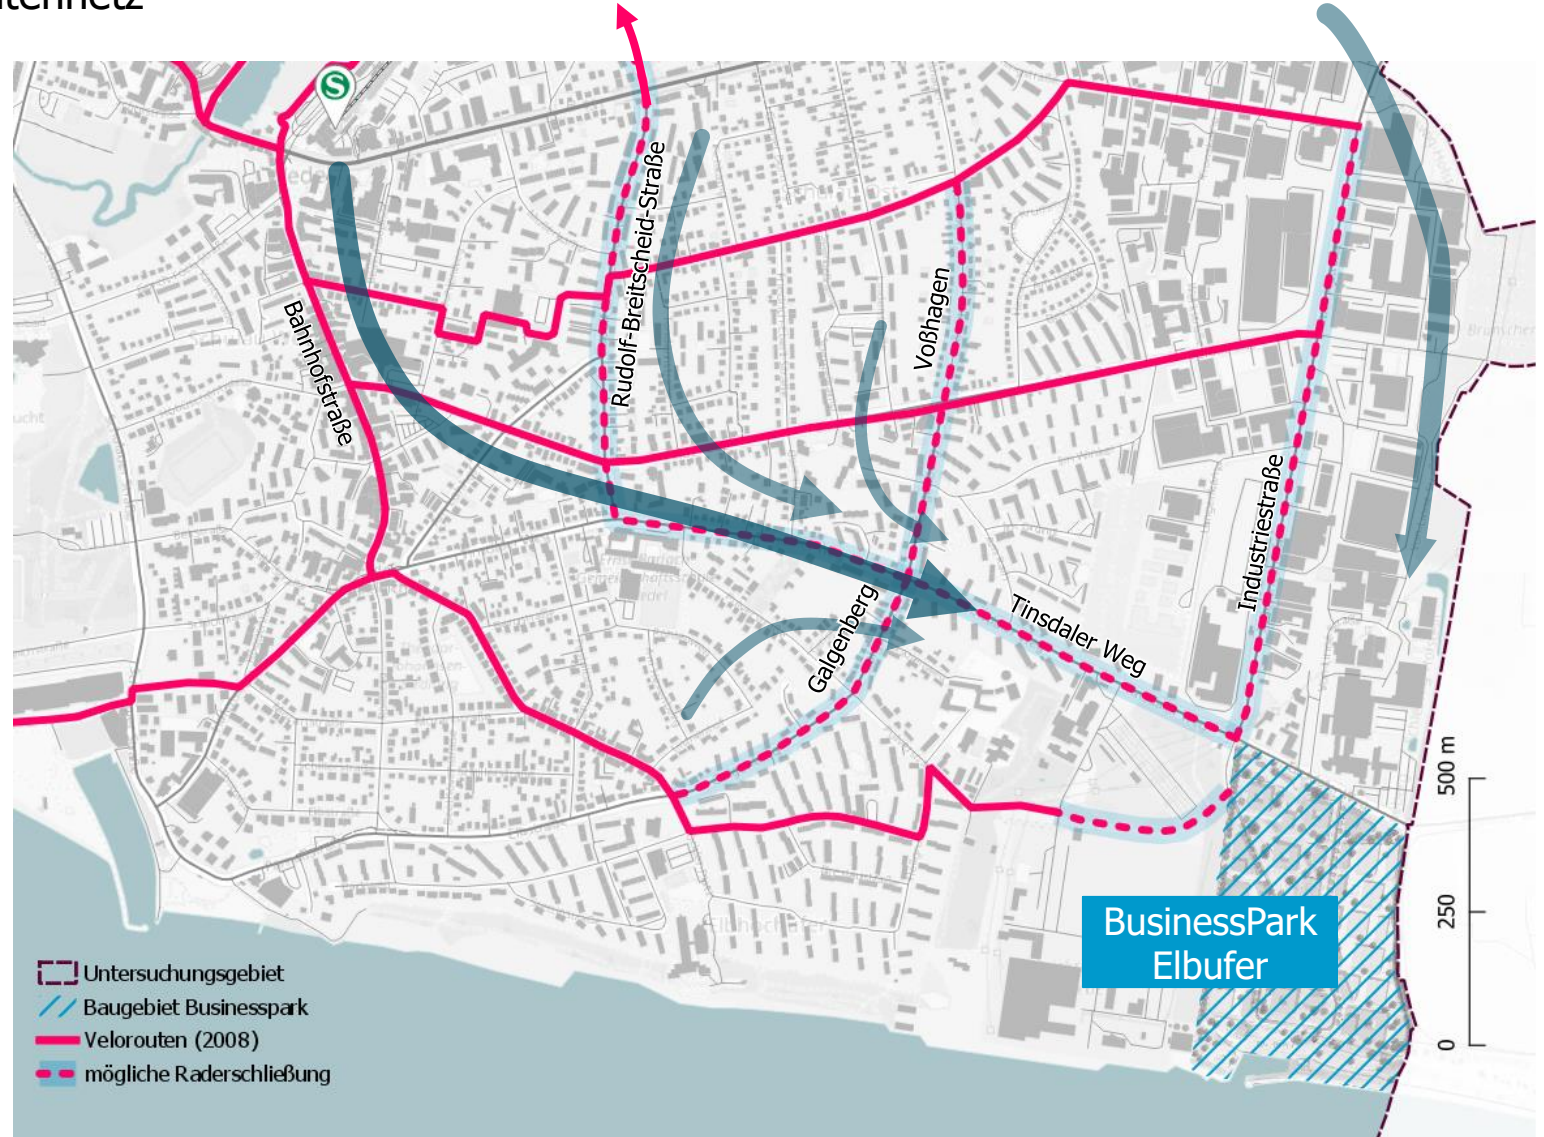 S
Rudolf-Breitscheid-Straße
Voßhagen
Bahnhofstraße
Industriestraße
Galgenberg
Tinsdaler Weg
BusinessPark
Elbufer
500 m
250
0
Untersuchungsgebiet
Baugebiet Businesspark
Velorouten (2008)
mögliche Raderschließung